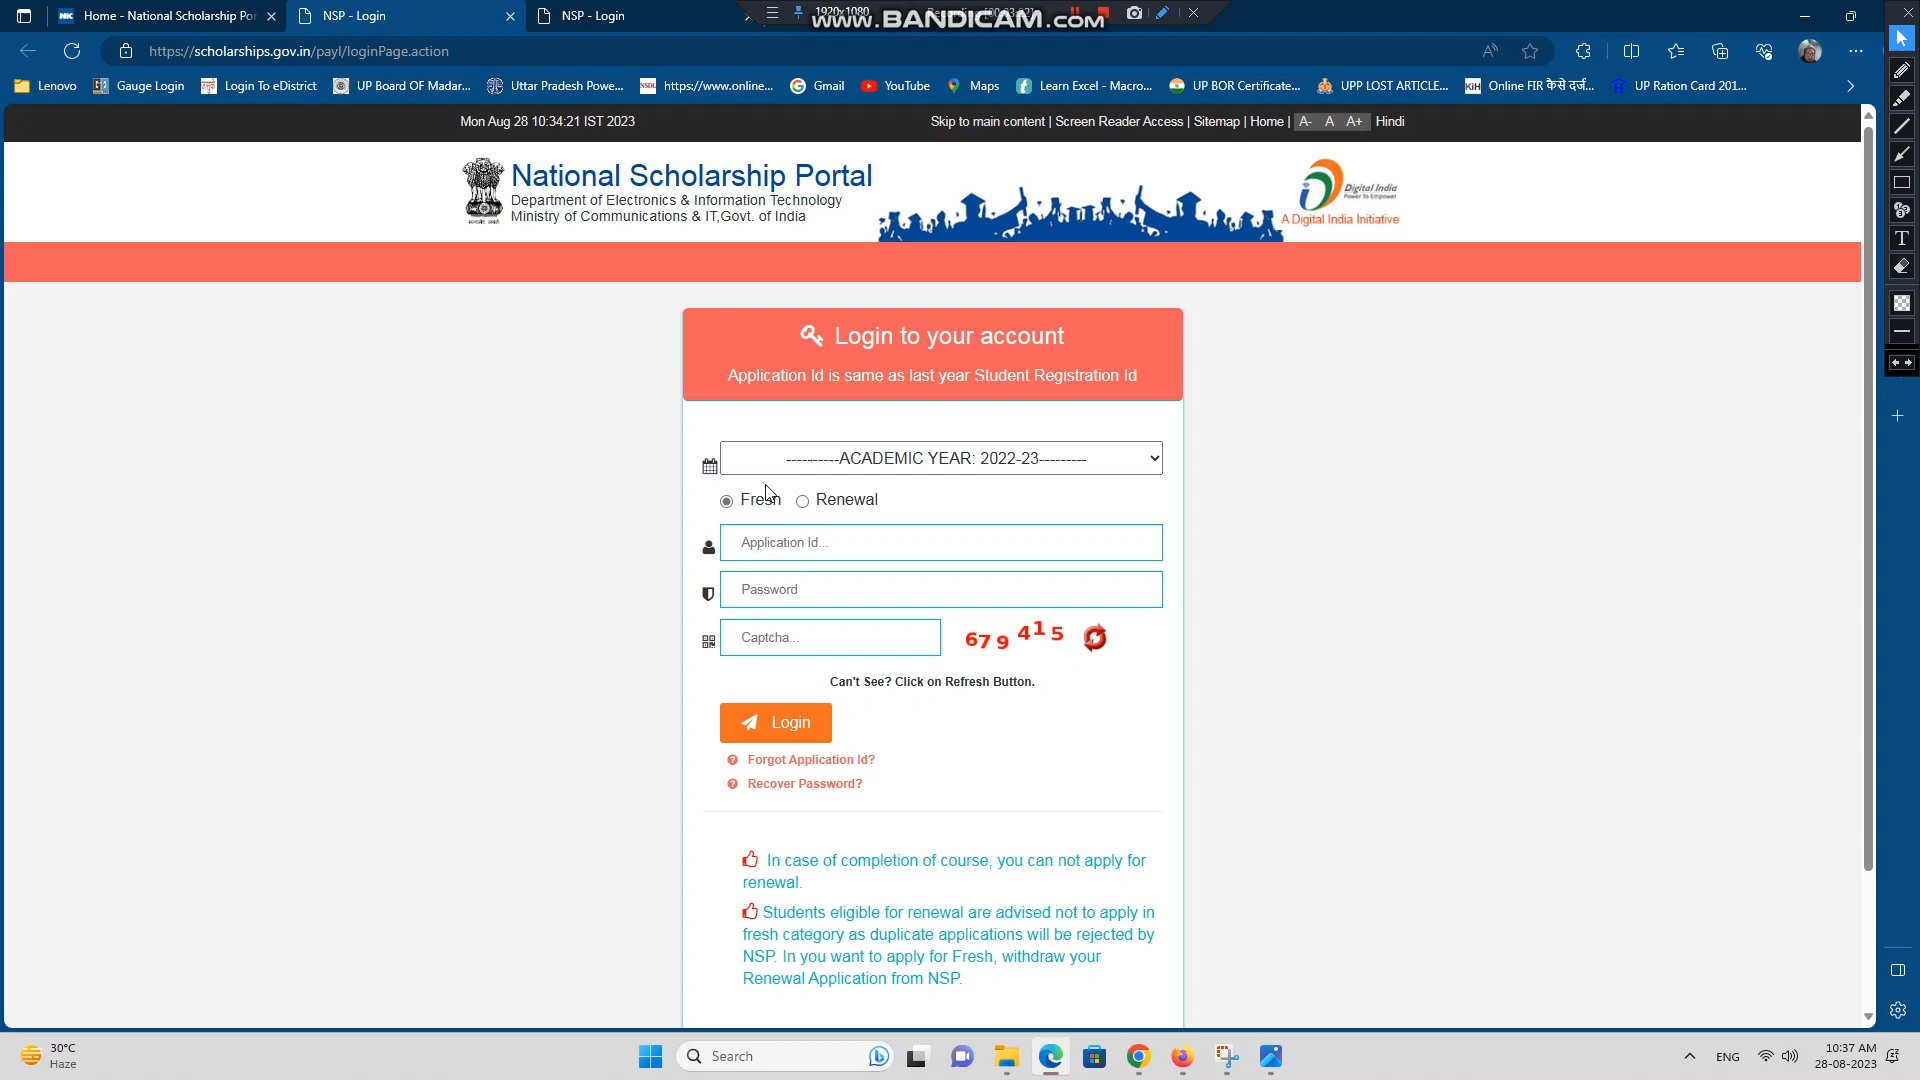 Home - National Scholarship Por
NSP - Login
NSP - Login
1920x1080
www.BANDICAM.com
https://scholarships.gov.in/payl/loginPage.action
Lenovo
Gauge Login
Login To eDistrict
UP Board OF Madar...
Uttar Pradesh Powe...
https://www.online...
Gmail
YouTube
Maps
Learn Excel - Macro...
UP BOR Certificate...
UPP LOST ARTICLE...
Online FIR कैसे दर्ज...
UP Ration Card 201...
Mon Aug 28 10:34:21 IST 2023
Skip to main content | Screen Reader Access | Sitemap | Home | A- A A+ Hindi
National Scholarship Portal
Department of Electronics & Information Technology
Ministry of Communications & IT,Govt. of India
Digital India
Power To Empower
A Digital India Initiative
Login to your account
Application Id is same as last year Student Registration Id
----------ACADEMIC YEAR: 2022-23---------
Fresh Renewal
Application Id...
Password
Captcha...
679415
Can't See? Click on Refresh Button.
Login
Forgot Application Id?
Recover Password?
In case of completion of course, you can not apply for
renewal.
Students eligible for renewal are advised not to apply in
fresh category as duplicate applications will be rejected by
NSP. In you want to apply for Fresh, withdraw your
Renewal Application from NSP.
30°C
Haze
Search
ENG
10:37 AM
28-08-2023